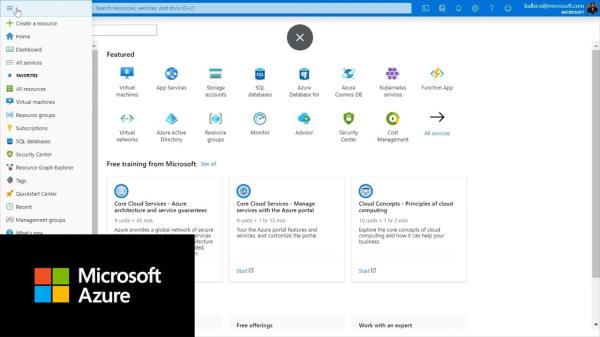 Search resources, services, and docs (G+/)
balbirsi@microsoft.com
MICROSOFT
Create a resource
Home
Dashboard
All services
FAVORITES
All resources
Virtual machines
Resource groups
Subscriptions
SQL databases
Security Center
Resource Graph Explorer
Tags
Quickstart Center
Recent
Management groups
What's new
Featured
Virtual machines
App Services
Storage accounts
SQL databases
Azure Database for
Azure Cosmos DB
Kubernetes services
Function App
Virtual networks
Azure Active Directory
Resource groups
Monitor
Advisor
Security Center
Cost Management
All services
Free training from Microsoft See all
Core Cloud Services - Azure
architecture and service guarantees
9 units • 45 min
Azure provides a global network of
secure
services
architecture
Core Cloud Services - Manage
services with the Azure portal
9 units • 1 hr 13 min
Tour the Azure portal features and
services, and customize the portal.
Start
Cloud Concepts - Principles of cloud
computing
10 units • 1 hr 2 min
Explore the core concepts of cloud
computing and how it can help your
business.
Start
Free offerings
Work with an expert
Microsoft
Azure